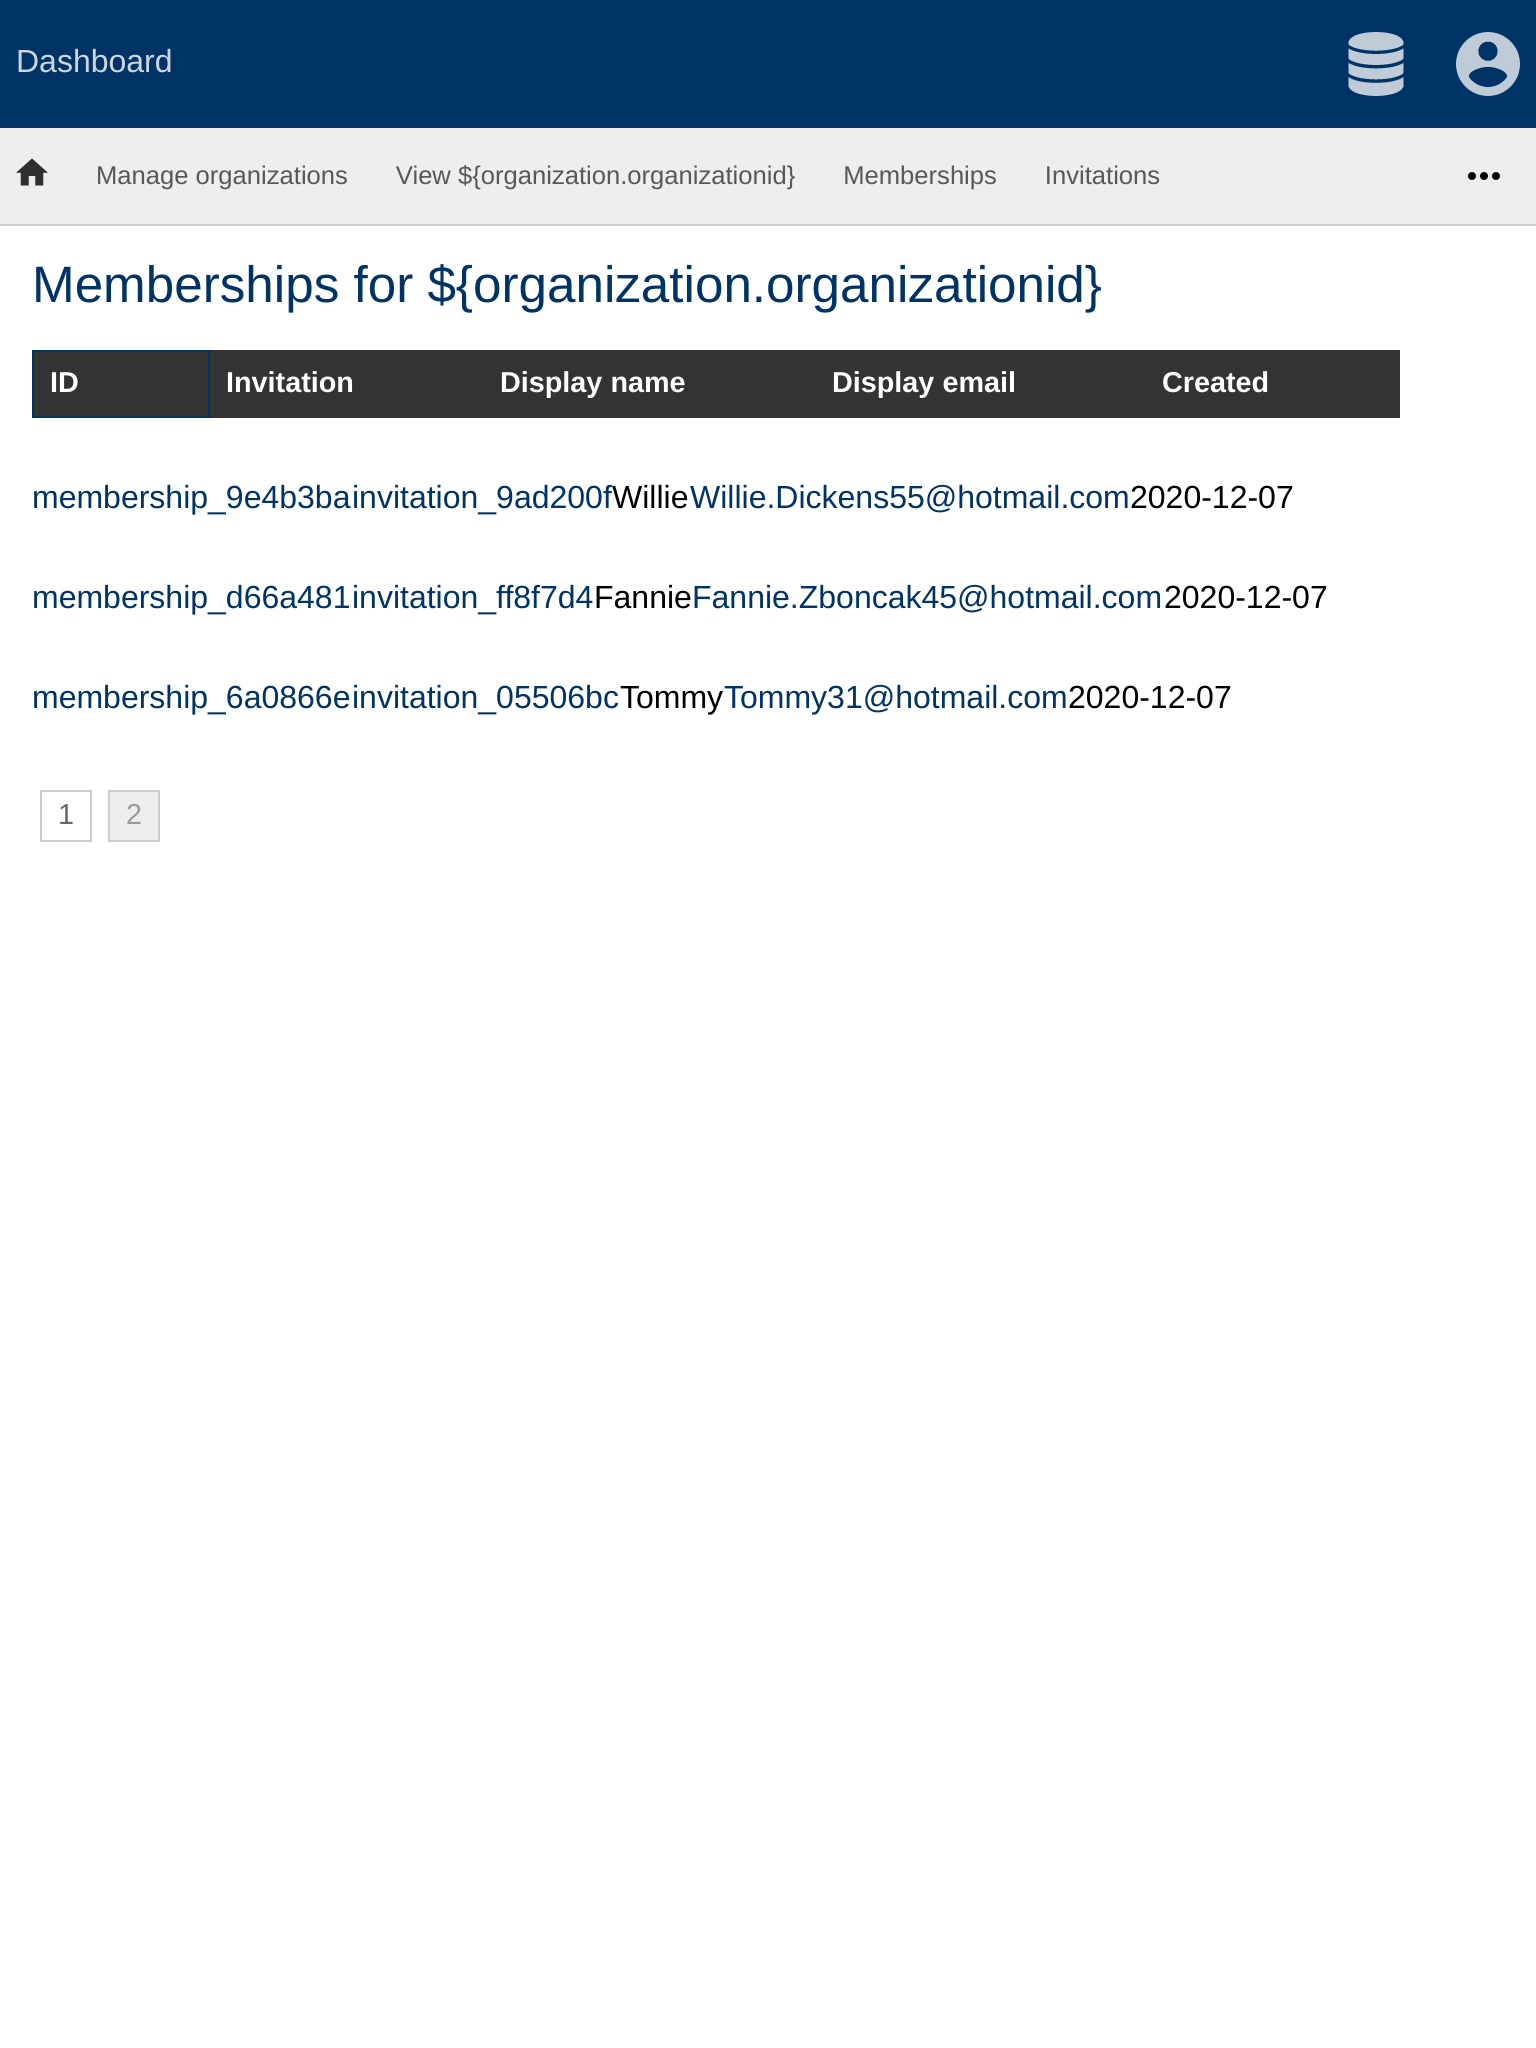 Dashboard
Manage organizations View ${organization.organizationid} Memberships Invitations
Memberships for ${organization.organizationid}
ID Invitation Display name Display email Created
membership_9e4b3bainvitation_9ad200fWillieWillie.Dickens55@hotmail.com2020-12-07
membership_d66a481invitation_ff8f7d4FannieFannie.Zboncak45@hotmail.com2020-12-07
membership_6a0866einvitation_05506bcTommyTommy31@hotmail.com2020-12-07
1 2